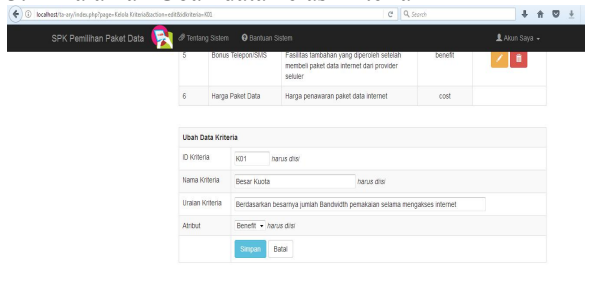 localhost/ta-ary/index.php?page=Kelola Kriteria&action=edit&idkriteria=K01
Search
SPK Pemilihan Paket Data
Tentang Sistem
Bantuan Sistem
Akun Saya
5 Bonus Telepon/SMS Fasilitas tambahan yang diperoleh setelah benefit
membeli paket data internet dari provider
seluler
6 Harga Paket Data Harga penawaran paket data internet cost
Ubah Data Kriteria
ID Kriteria K01 harus diisi
Nama Kriteria Besar Kuota harus diisi
Uraian Kriteria Berdasarkan besarnya jumlah Bandwidth pemakaian selama mengakses internet
Atribut Benefit harus diisi
Simpan Batal